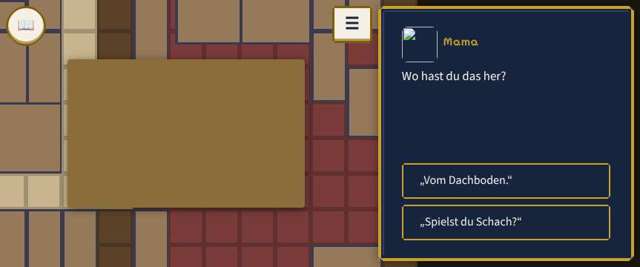 Mama
Wo hast du das her?
„Vom Dachboden.“
„Spielst du Schach?“